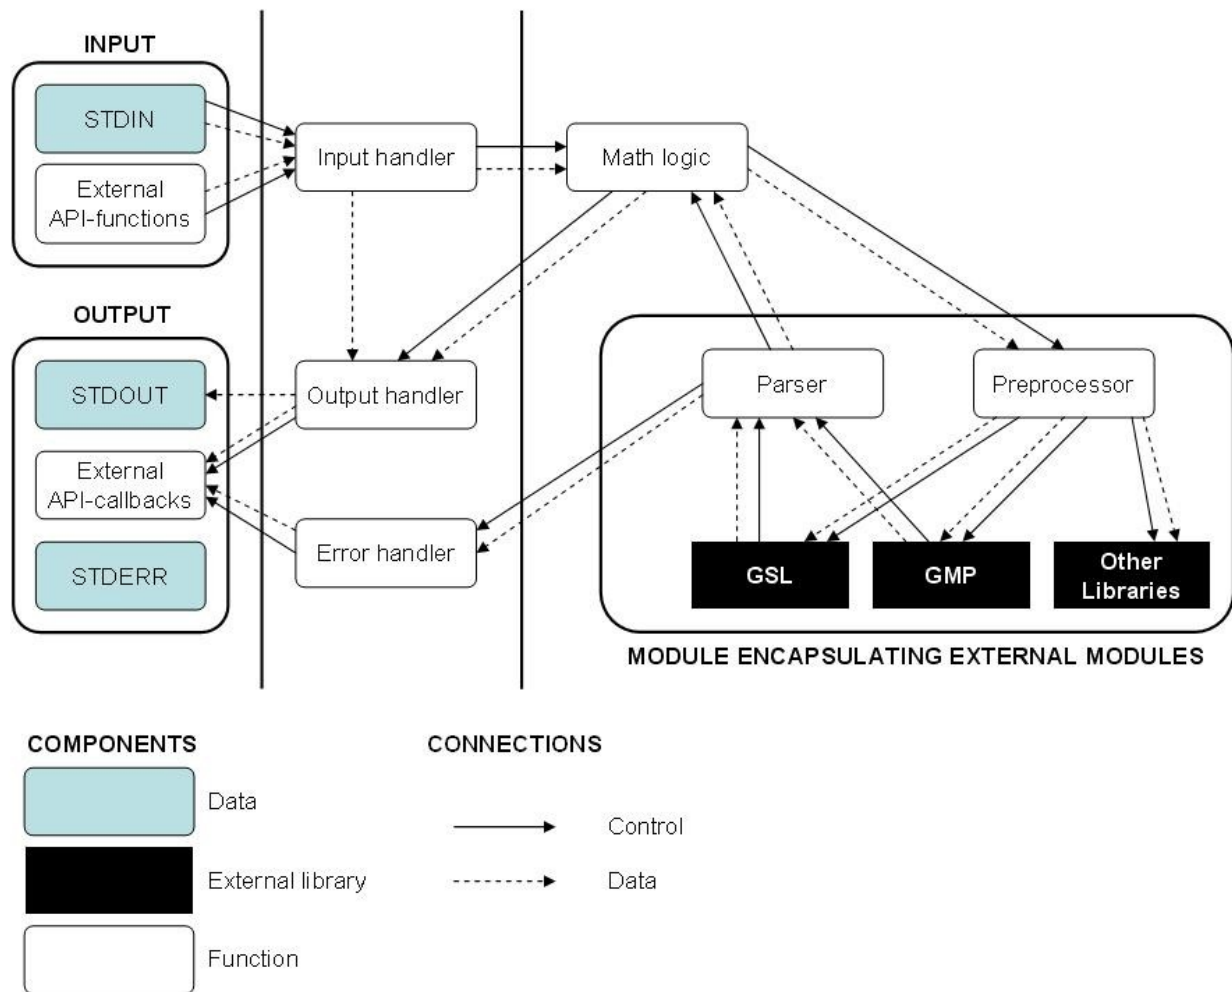 INPUT
STDIN
External
API-functions
Input handler
Math logic
OUTPUT
STDOUT
External
API-callbacks
STDERR
Output handler
Error handler
Parser
Preprocessor
GSL
GMP
Other
Libraries
MODULE ENCAPSULATING EXTERNAL MODULES
COMPONENTS
Data
External library
Function
CONNECTIONS
Control
Data